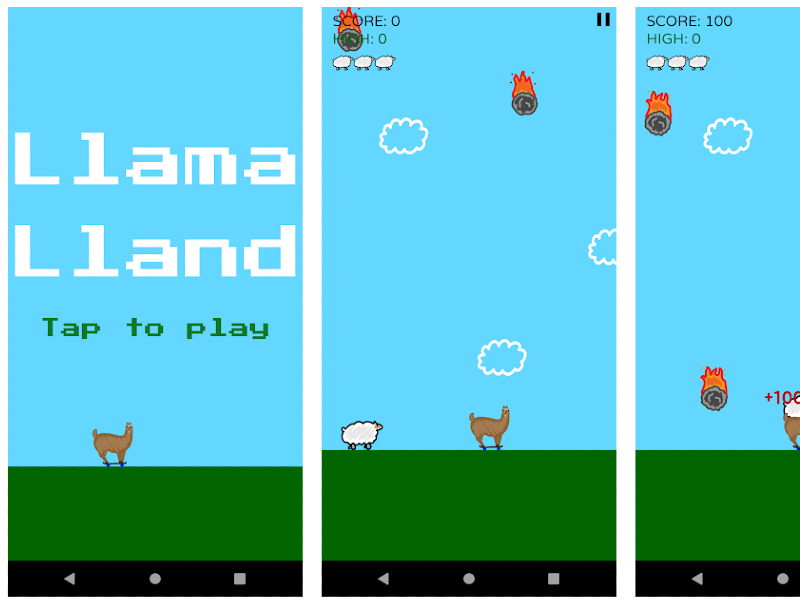 Llama
Lland
Tap to play
SCORE: 0
HIGH: 0
SCORE: 100
HIGH: 0